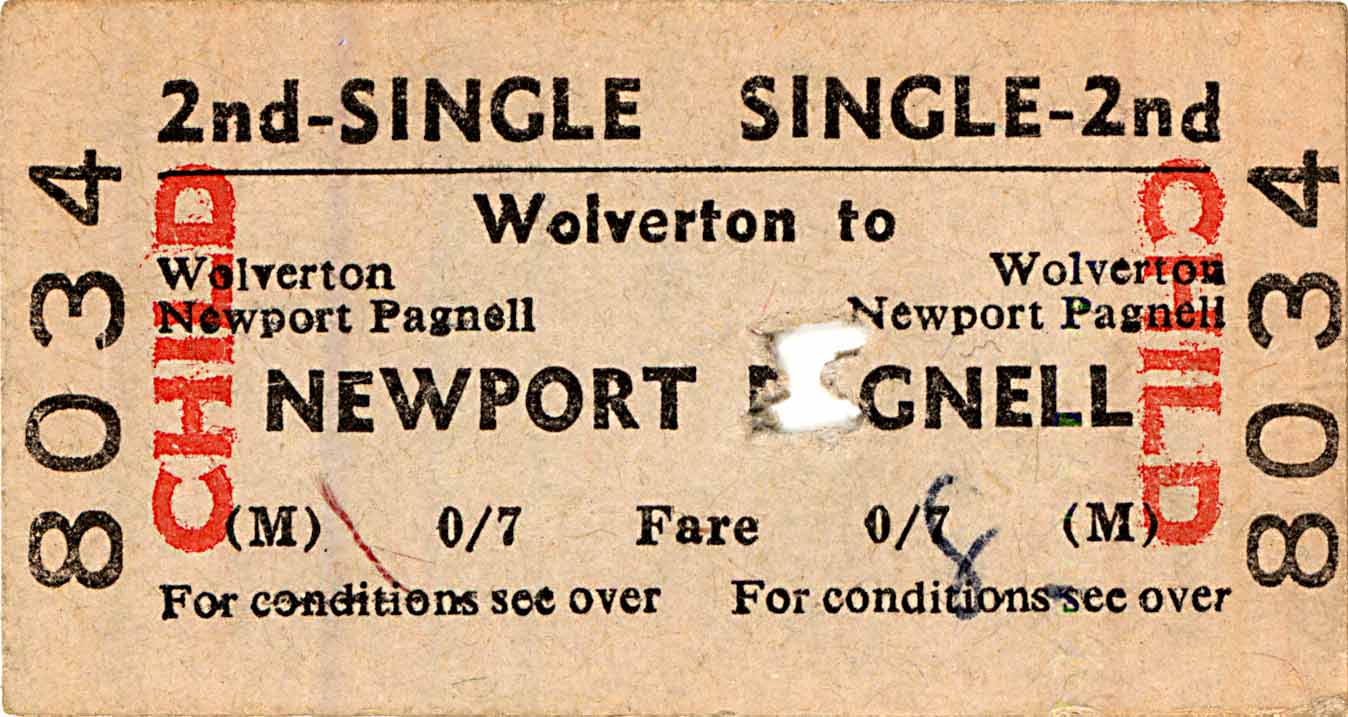 2nd-SINGLE SINGLE-2nd
Wolverton to
Wolverton Wolverton
Newport Pagnell Newport Pagnell
NEWPORT GNELL
(M) 0/7 Fare 0/7 (M)
8
For conditions see over For conditions see over
CHILD
CHILD
8034
8034